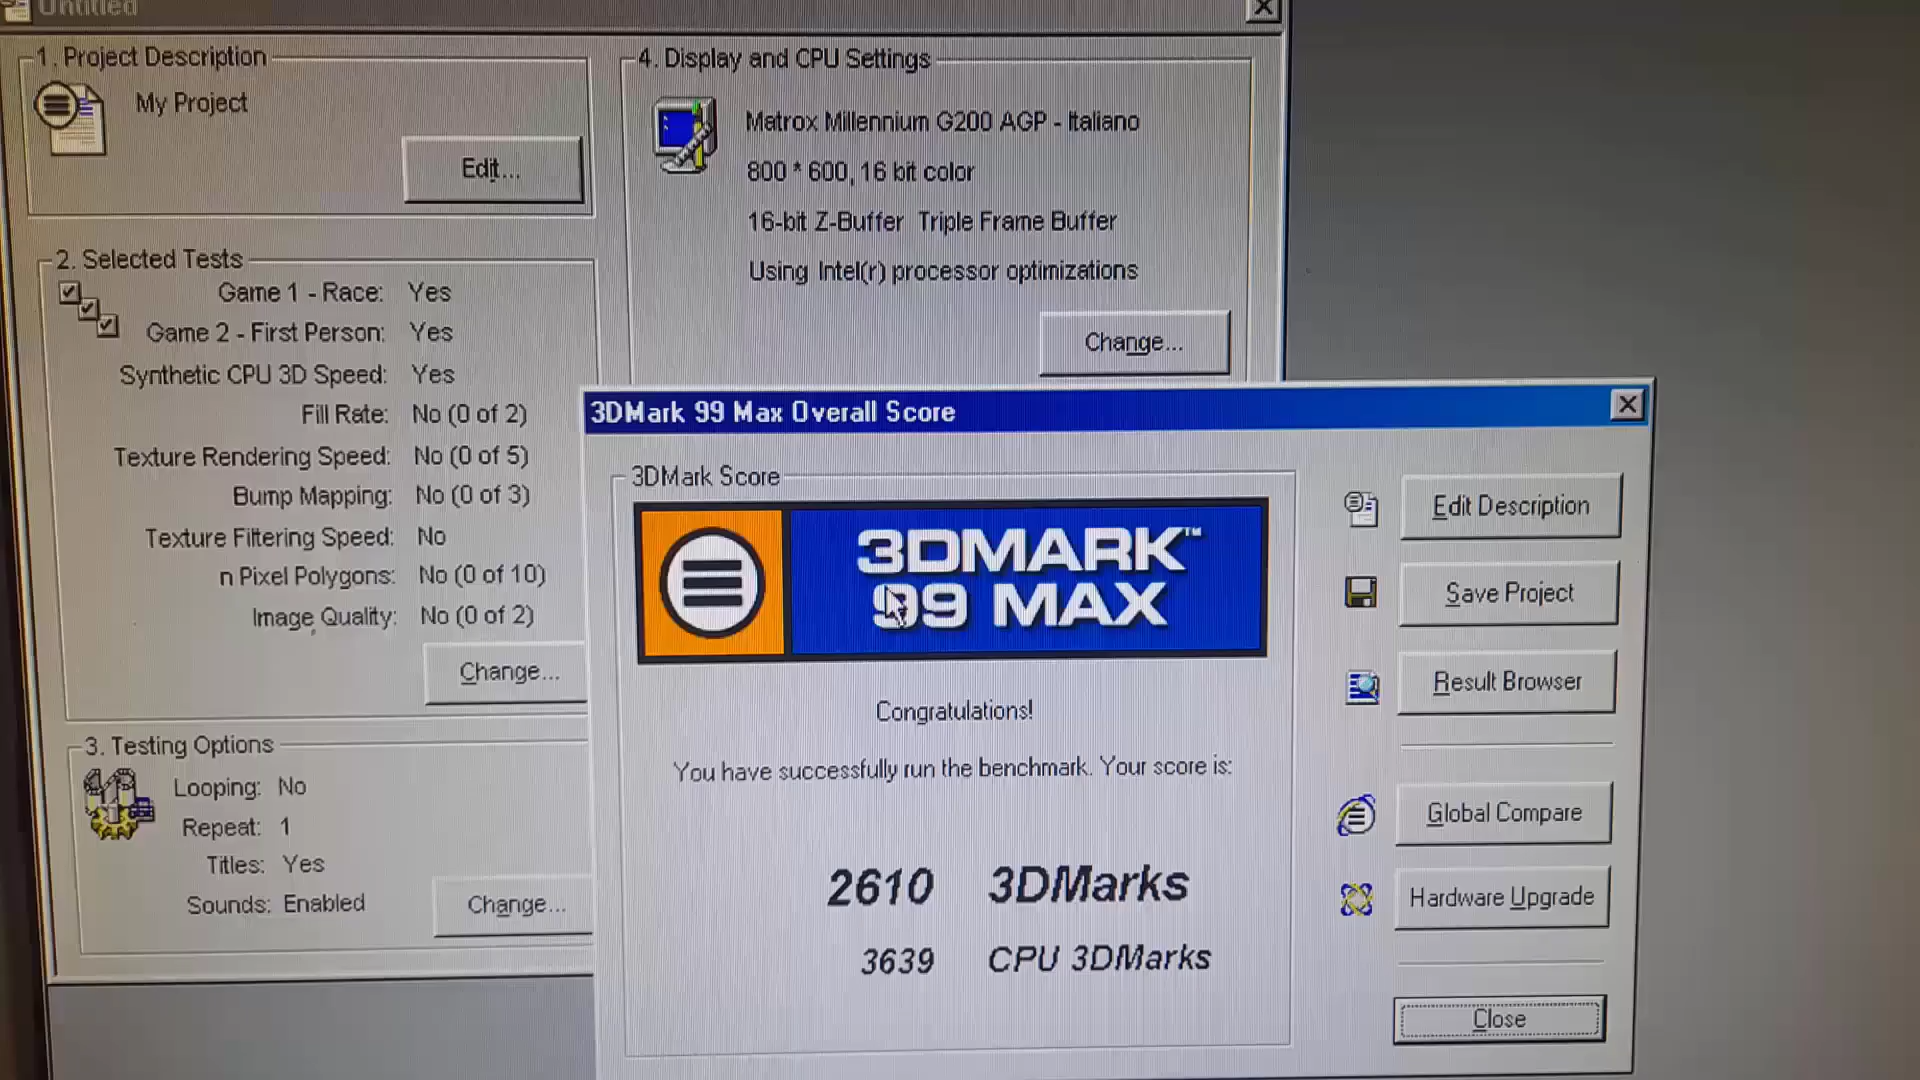 Untitled
1. Project Description
My Project
Edit...
2. Selected Tests
Game 1 - Race: Yes
Game 2 - First Person: Yes
Synthetic CPU 3D Speed: Yes
Fill Rate: No (0 of 2)
Texture Rendering Speed: No (0 of 5)
Bump Mapping: No (0 of 3)
Texture Filtering Speed: No
n Pixel Polygons: No (0 of 10)
Image Quality: No (0 of 2)
Change...
3. Testing Options
Looping: No
Repeat: 1
Titles: Yes
Sounds: Enabled
Change...
4. Display and CPU Settings
Matrox Millennium G200 AGP - Italiano
800 * 600, 16 bit color
16-bit Z-Buffer Triple Frame Buffer
Using Intel(r) processor optimizations
Change...
3DMark 99 Max Overall Score
3DMark Score
3DMARK™
99 MAX
Congratulations!
You have successfully run the benchmark. Your score is:
2610 3DMarks
3639 CPU 3DMarks
Edit Description
Save Project
Result Browser
Global Compare
Hardware Upgrade
Close